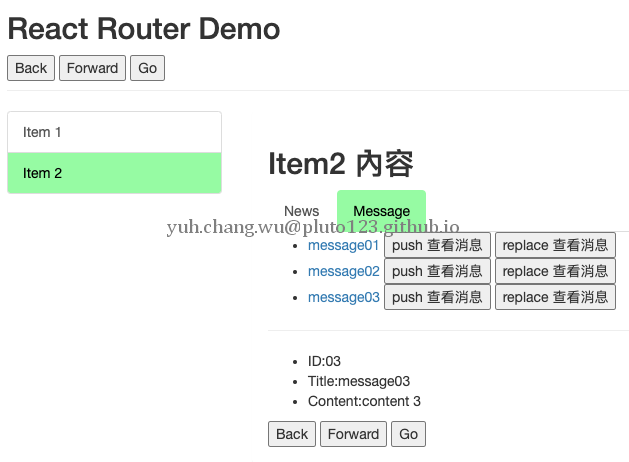 React Router Demo
Back Forward Go
Item 1
Item 2
Item2 內容
News Message
yuh.chang.wu@pluto123.github.io
message01 push 查看消息 replace 查看消息
message02 push 查看消息 replace 查看消息
message03 push 查看消息 replace 查看消息
ID:03
Title:message03
Content:content 3
Back Forward Go